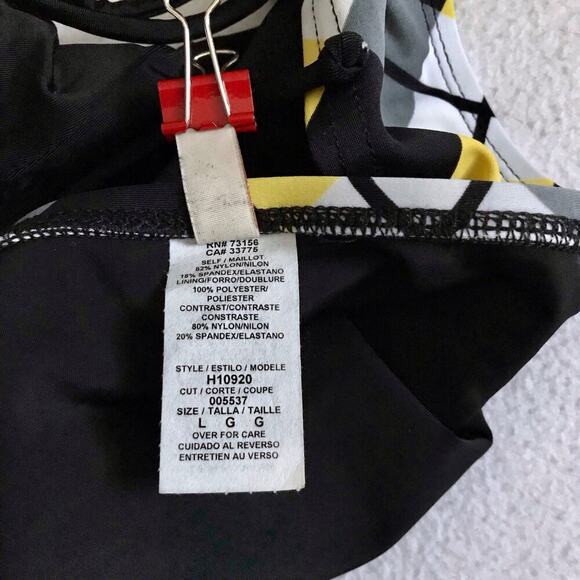 RN# 73156
CA# 33775
SELF / MAILLOT
82% NYLON/NILON
18% SPANDEX/ELASTANO
LINING/FORRO/DOUBLURE
100% POLYESTER/
POLIESTER
CONTRAST/CONTRASTE
CONSTRASTE
80% NYLON/NILON
20% SPANDEX/ELASTANO
STYLE / ESTILO / MODELE
H10920
CUT / CORTE / COUPE
005537
SIZE / TALLA / TAILLE
L G G
OVER FOR CARE
CUIDADO AL REVERSO
ENTRETIEN AU VERSO